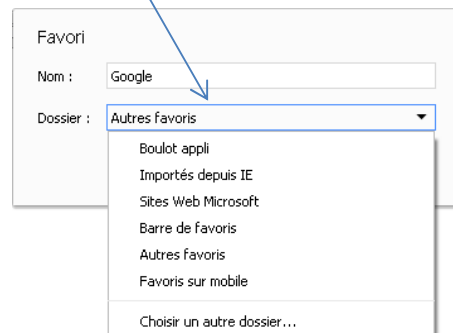 Favori
Nom : Google
Dossier : Autres favoris
Boulot appli
Importés depuis IE
Sites Web Microsoft
Barre de favoris
Autres favoris
Favoris sur mobile
Choisir un autre dossier...